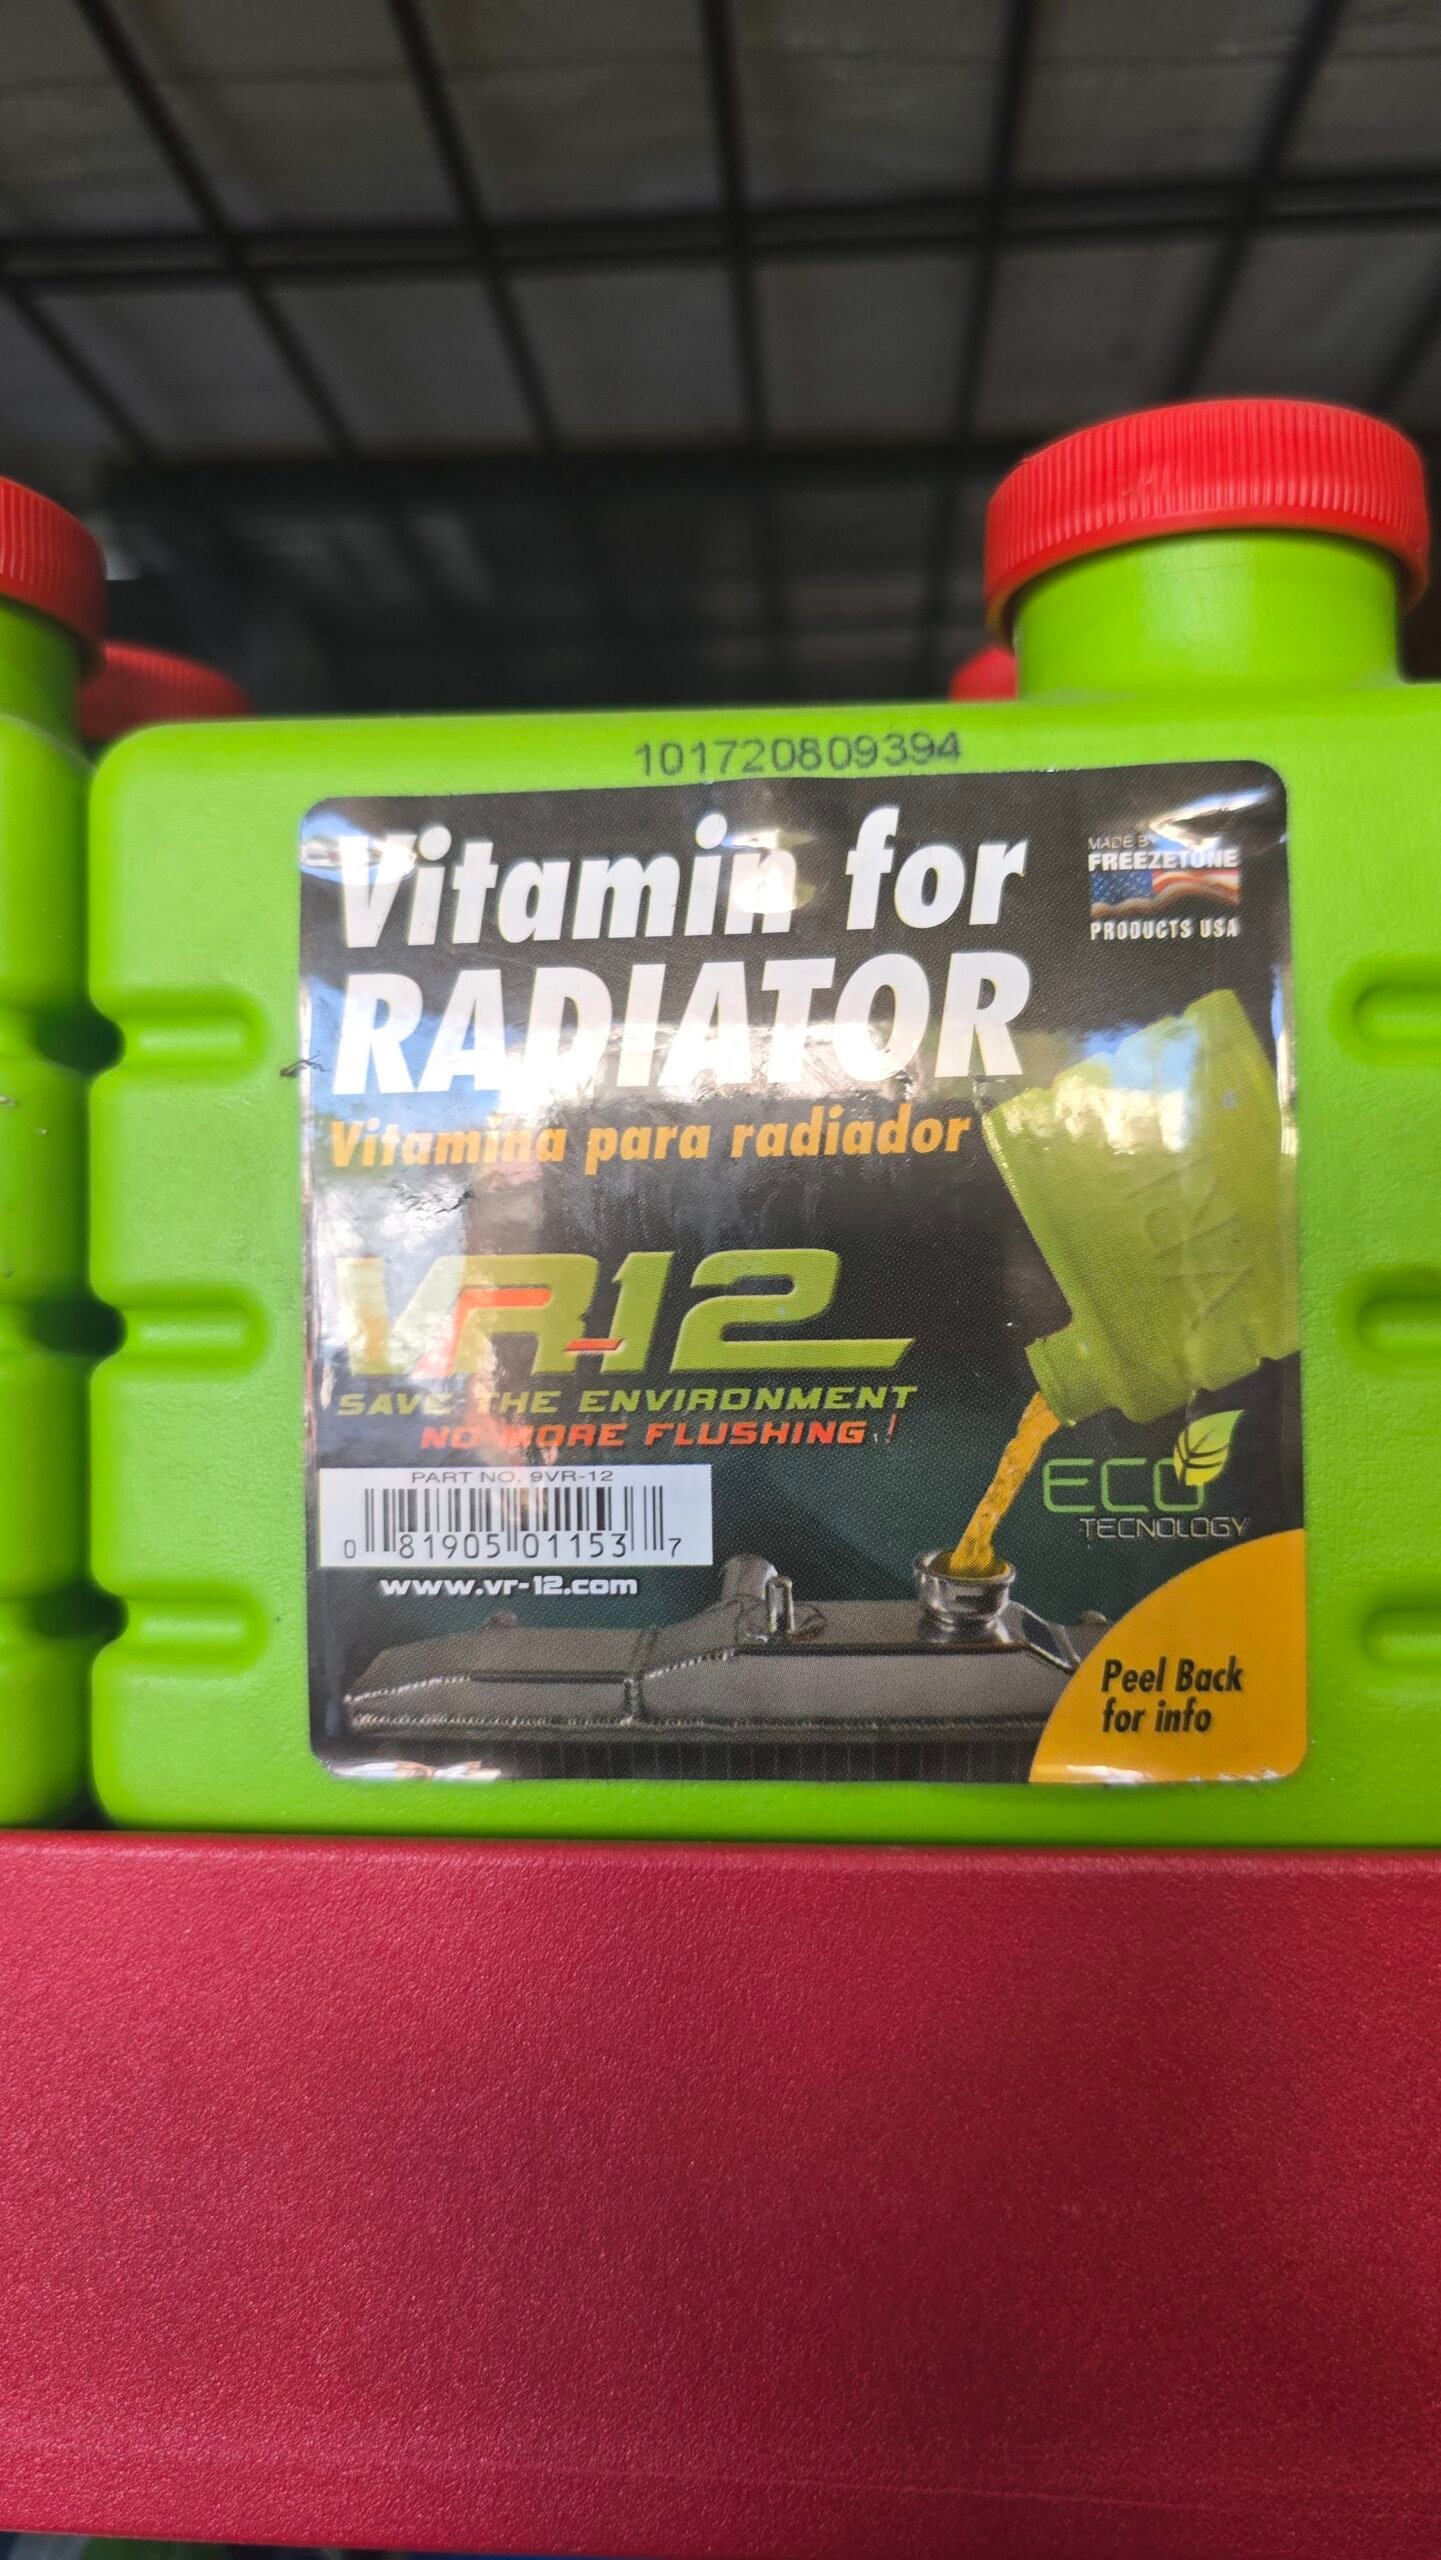 101720809394
Vitamin for
RADIATOR
Vitamina para radiador
MADE BY
FREEZETONE
PRODUCTS USA
VR-12
SAVE THE ENVIRONMENT
NO MORE FLUSHING!
PART NO. 9VR-12
0 81905 01153 7
www.vr-12.com
ECO
TECNOLOGY
Peel Back
for info